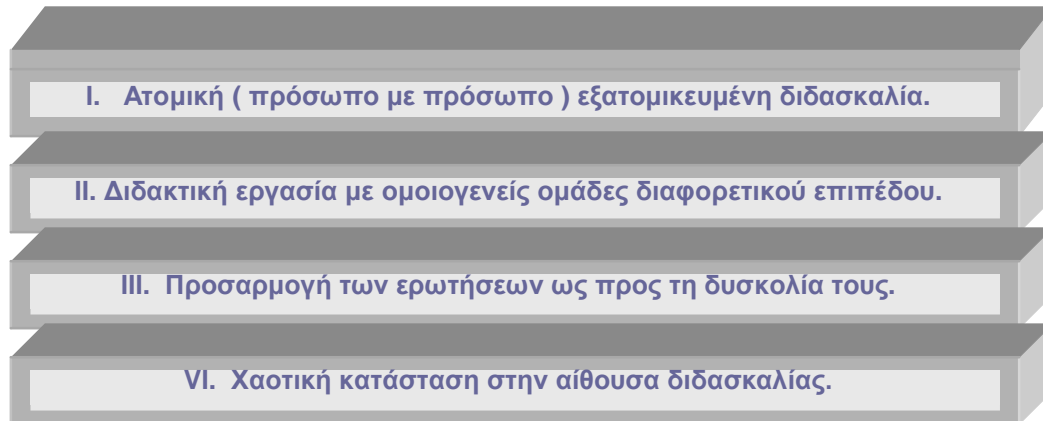 I. Ατομική ( πρόσωπο με πρόσωπο ) εξατομικευμένη διδασκαλία.
II. Διδακτική εργασία με ομοιογενείς ομάδες διαφορετικού επιπέδου.
III. Προσαρμογή των ερωτήσεων ως προς τη δυσκολία τους.
VI. Χαοτική κατάσταση στην αίθουσα διδασκαλίας.